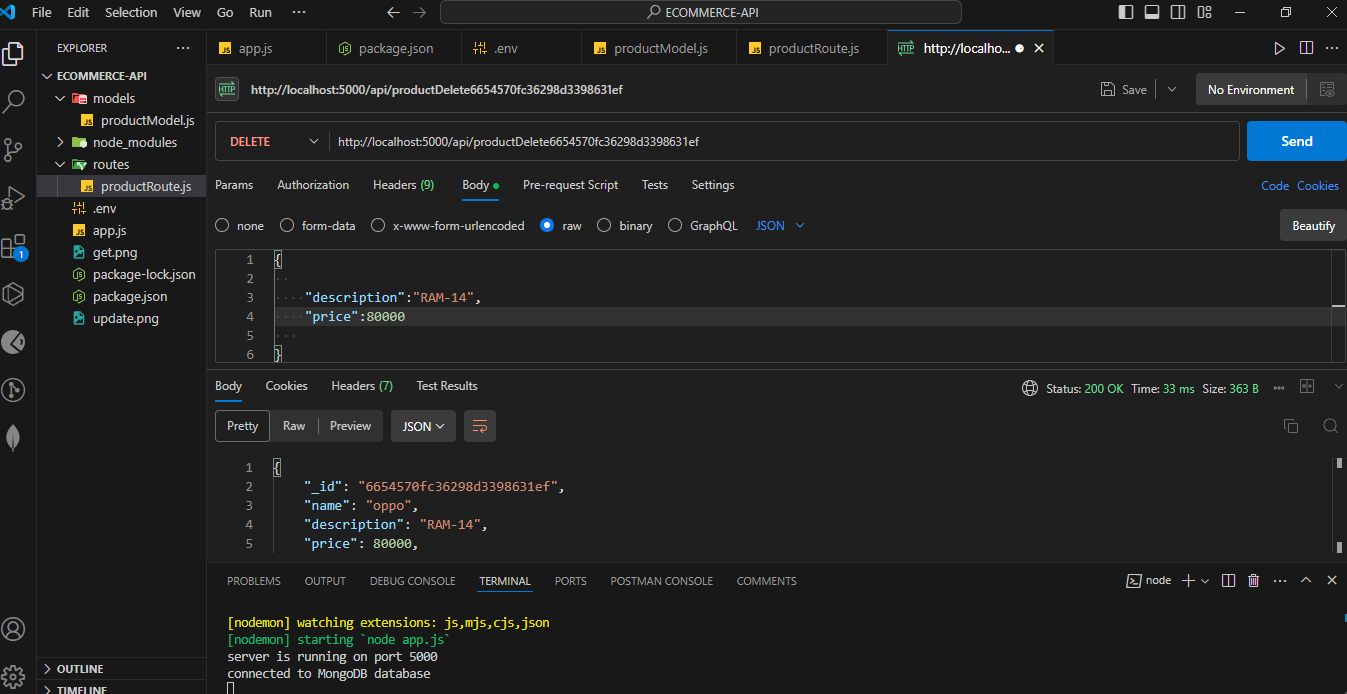 File Edit Selection View Go Run ··· ECOMMERCE-API
EXPLORER ···
app.js package.json .env productModel.js productRoute.js http://localho...
ECOMMERCE-API
models
productModel.js
node_modules
routes
productRoute.js
.env
app.js
get.png
package-lock.json
package.json
update.png
OUTLINE
TIMELINE
1
HTTP http://localhost:5000/api/productDelete6654570fc36298d3398631ef Save No Environment
DELETE http://localhost:5000/api/productDelete6654570fc36298d3398631ef Send
Params Authorization Headers (9) Body Pre-request Script Tests Settings Code Cookies
none form-data x-www-form-urlencoded raw binary GraphQL JSON Beautify
1 {
2
3 "description":"RAM-14",
4 "price":80000
5
6 }
Body Cookies Headers (7) Test Results Status: 200 OK Time: 33 ms Size: 363 B
Pretty Raw Preview JSON
1 {
2 "_id": "6654570fc36298d3398631ef",
3 "name": "oppo",
4 "description": "RAM-14",
5 "price": 80000,
PROBLEMS OUTPUT DEBUG CONSOLE TERMINAL PORTS POSTMAN CONSOLE COMMENTS node
[nodemon] watching extensions: js,mjs,cjs,json
[nodemon] starting `node app.js`
server is running on port 5000
connected to MongoDB database